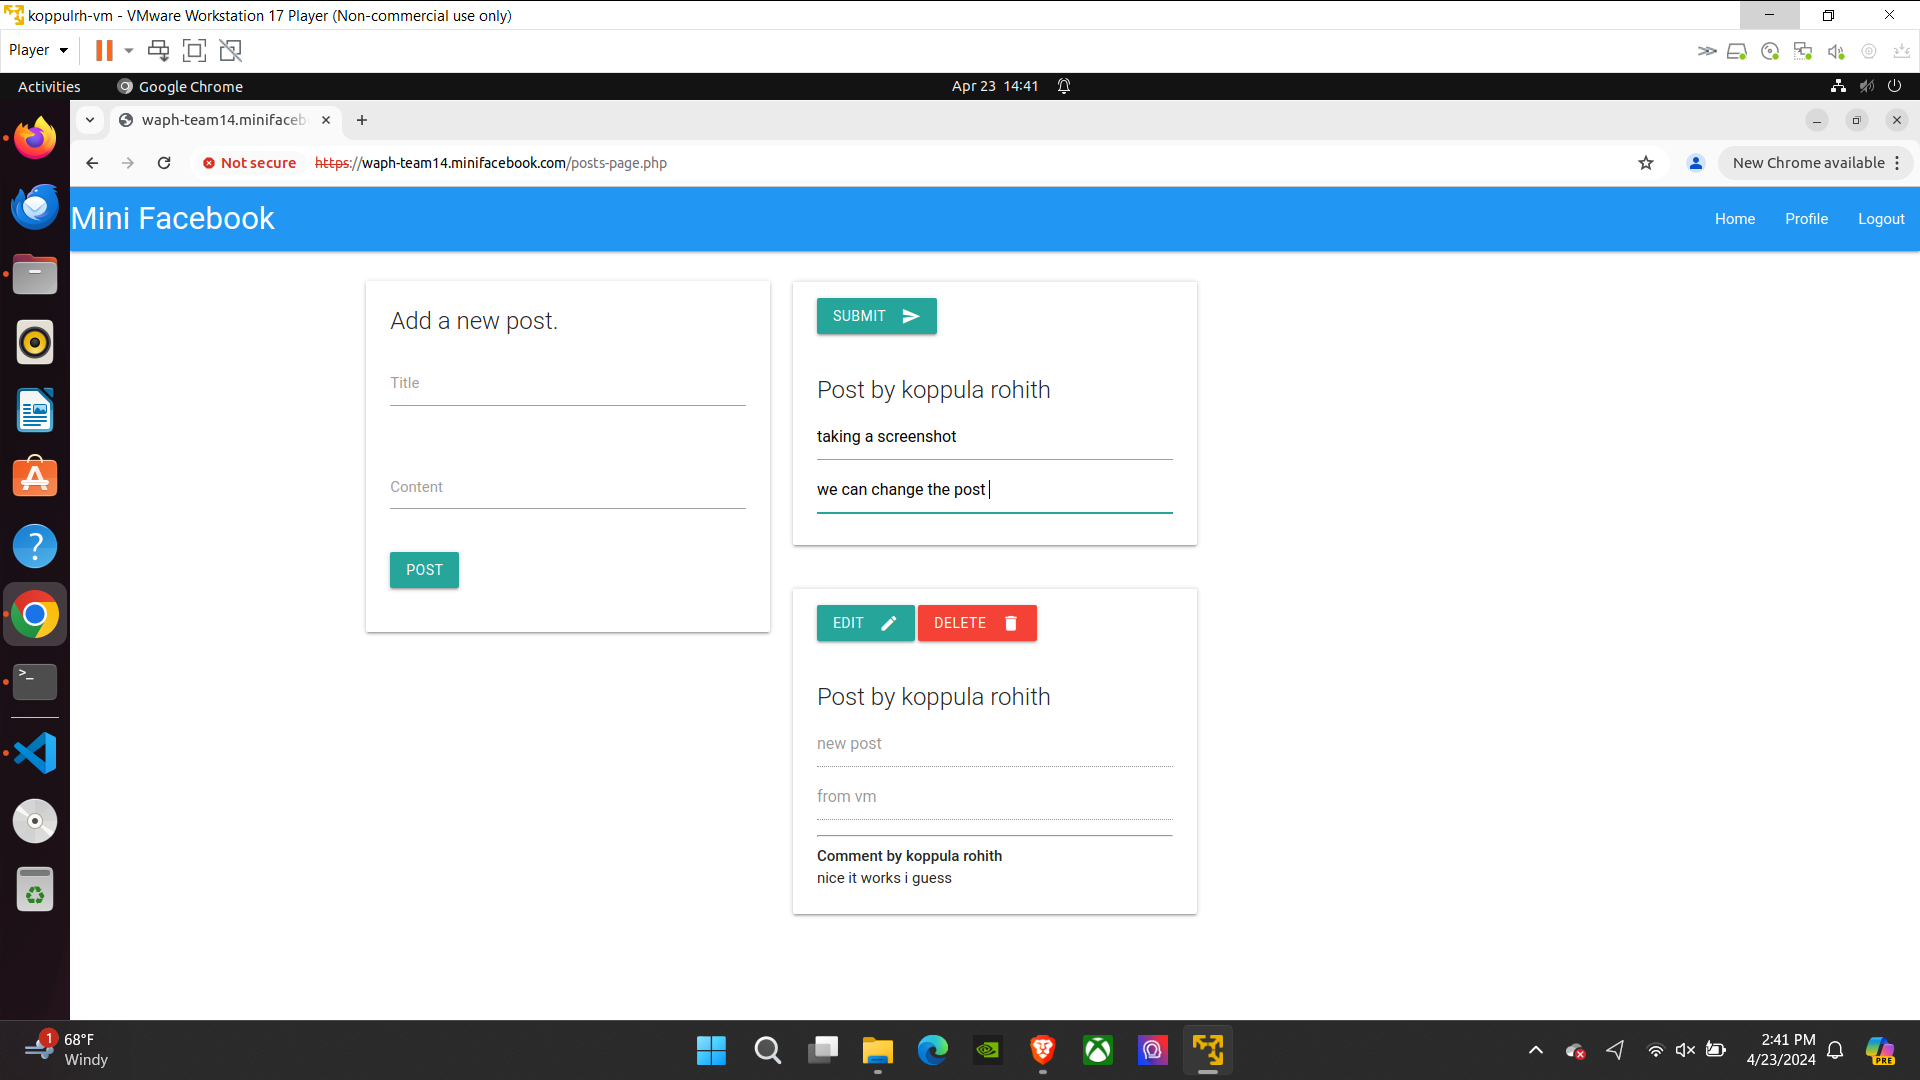 koppulrh-vm - VMware Workstation 17 Player (Non-commercial use only)
Player
Activities
Google Chrome
Apr 23 14:41
waph-team14.minifaceb
Not secure
https://waph-team14.minifacebook.com/posts-page.php
New Chrome available
Mini Facebook
Home
Profile
Logout
Add a new post.
Title
Content
POST
SUBMIT
Post by koppula rohith
taking a screenshot
we can change the post
EDIT
DELETE
Post by koppula rohith
new post
from vm
Comment by koppula rohith
nice it works i guess
1
68°F
Windy
2:41 PM
4/23/2024
PRE